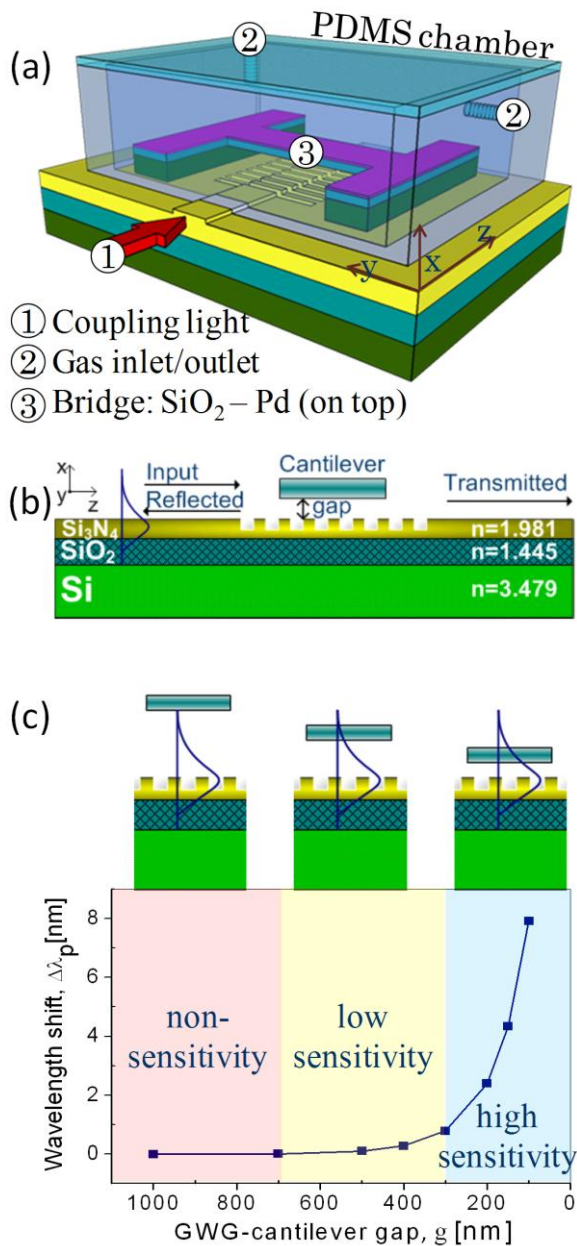 (a)
PDMS chamber
②
②
③
①
y
x
z
① Coupling light
② Gas inlet/outlet
③ Bridge: SiO₂ – Pd (on top)
(b)
x
y z
Input
Reflected
Cantilever
gap
Transmitted
Si₃N₄
n=1.981
SiO₂
n=1.445
Si
n=3.479
(c)
Wavelength shift, Δλp[nm]
8
6
4
2
0
non-
sensitivity
low
sensitivity
high
sensitivity
1000 800 600 400 200 0
GWG-cantilever gap, g [nm]